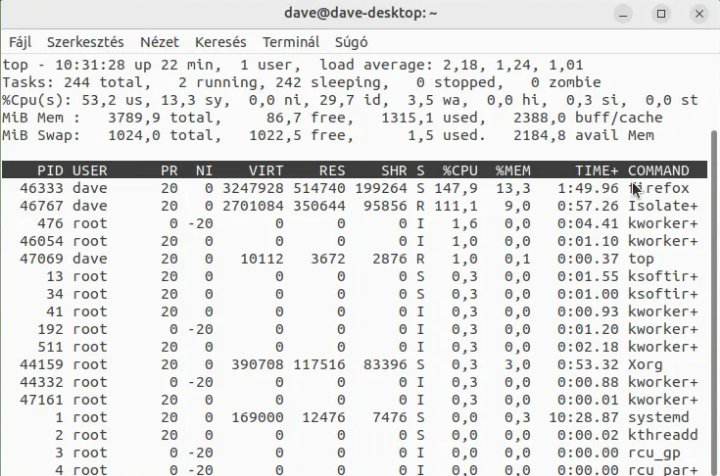 dave@dave-desktop: ~
Fájl Szerkesztés Nézet Keresés Terminál Súgó
top - 10:31:28 up 22 min, 1 user, load average: 2,18, 1,24, 1,01
Tasks: 244 total, 2 running, 242 sleeping, 0 stopped, 0 zombie
%Cpu(s): 53,2 us, 13,3 sy, 0,0 ni, 29,7 id, 3,5 wa, 0,0 hi, 0,3 si, 0,0 st
MiB Mem : 3789,9 total, 86,7 free, 1315,1 used, 2388,0 buff/cache
MiB Swap: 1024,0 total, 1022,5 free, 1,5 used. 2184,8 avail Mem
PID USER PR NI VIRT RES SHR S %CPU %MEM TIME+ COMMAND
46333 dave 20 0 3247928 514740 199264 S 147,9 13,3 1:49.96 firefox
46767 dave 20 0 2701084 350644 95856 R 111,1 9,0 0:57.26 Isolate+
476 root 0 -20 0 0 0 I 1,6 0,0 0:04.41 kworker+
46054 root 20 0 0 0 0 I 1,0 0,0 0:01.10 kworker+
47069 dave 20 0 10112 3672 2876 R 1,0 0,1 0:00.37 top
13 root 20 0 0 0 0 S 0,3 0,0 0:01.55 ksoftir+
34 root 20 0 0 0 0 S 0,3 0,0 0:01.00 ksoftir+
41 root 20 0 0 0 0 I 0,3 0,0 0:00.93 kworker+
192 root 0 -20 0 0 0 I 0,3 0,0 0:01.20 kworker+
511 root 20 0 0 0 0 I 0,3 0,0 0:02.18 kworker+
44159 root 20 0 390708 117516 83396 S 0,3 3,0 0:53.32 Xorg
44332 root 0 -20 0 0 0 I 0,3 0,0 0:00.88 kworker+
47161 root 20 0 0 0 0 I 0,3 0,0 0:00.01 kworker+
1 root 20 0 169000 12476 7476 S 0,0 0,3 10:28.87 systemd
2 root 20 0 0 0 0 S 0,0 0,0 0:00.02 kthreadd
3 root 0 -20 0 0 0 I 0,0 0,0 0:00.00 rcu_gp
4 root 0 -20 0 0 0 I 0,0 0,0 0:00.00 rcu_par+